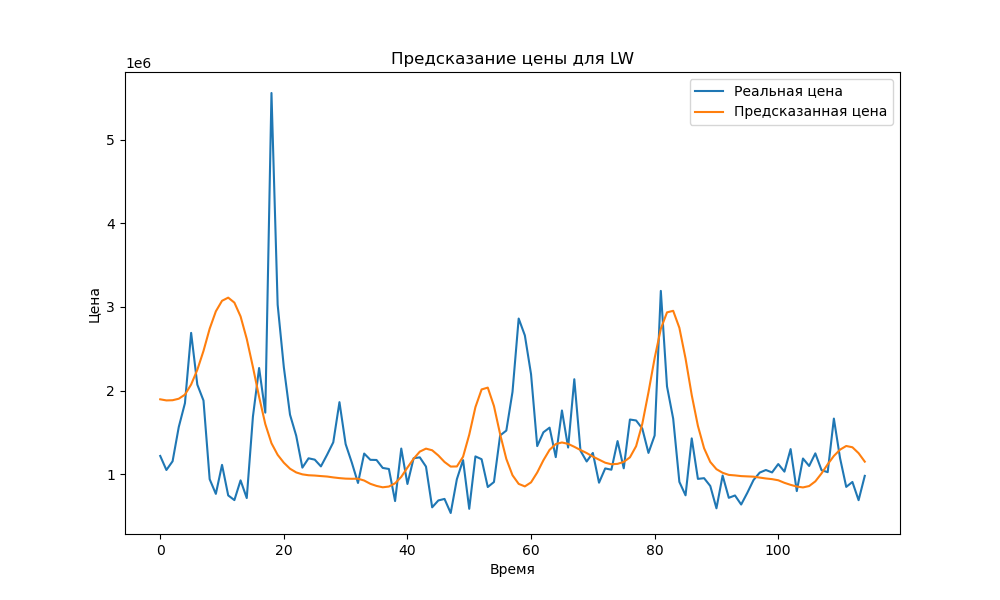 Предсказание цены для LW
1e6
Реальная цена
Предсказанная цена
5
4
3
2
1
Цена
0 20 40 60 80 100
Время